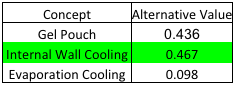 Concept Alternative Value
Gel Pouch 0.436
Internal Wall Cooling 0.467
Evaporation Cooling 0.098